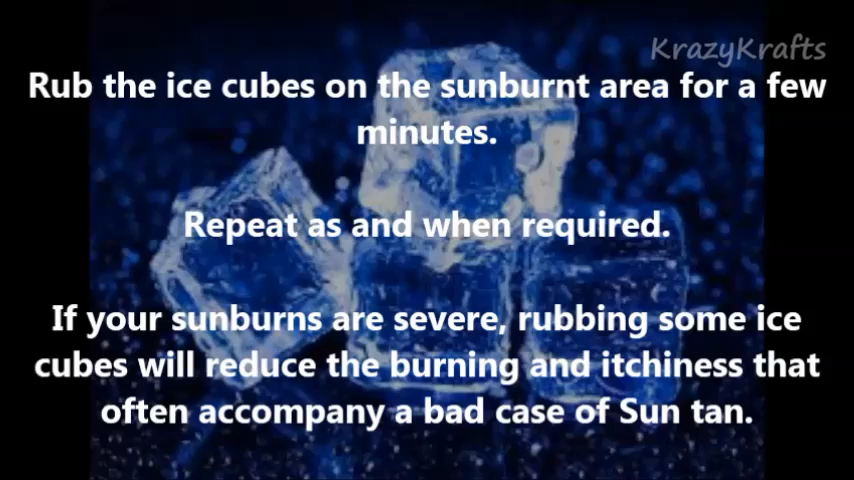 KrazyKrafts
Rub the ice cubes on the sunburnt area for a few
minutes.
Repeat as and when required.
If your sunburns are severe, rubbing some ice
cubes will reduce the burning and itchiness that
often accompany a bad case of Sun tan.